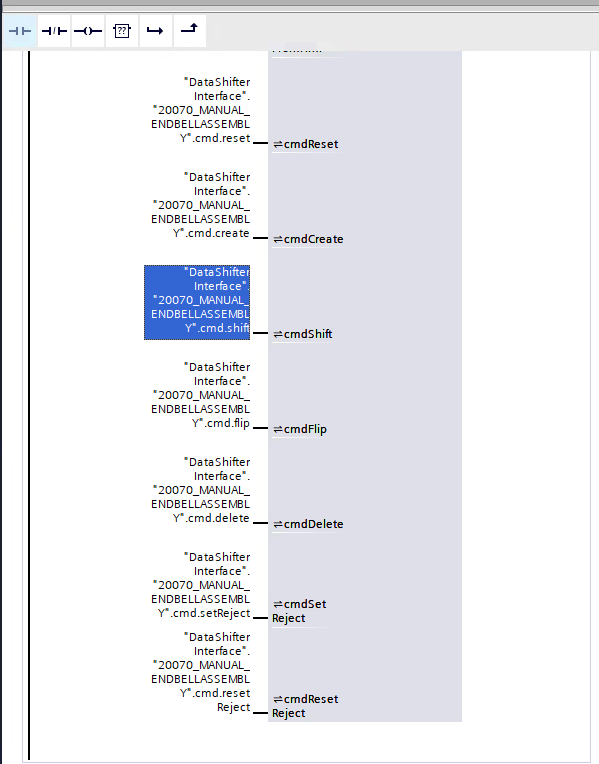 ??
"DataShifter
Interface".
"20070_MANUAL_
ENDBELLASSEMBL
Y".cmd.reset
⇌cmdReset
"DataShifter
Interface".
"20070_MANUAL_
ENDBELLASSEMBL
Y".cmd.create
⇌cmdCreate
"DataShifter
Interface".
"20070_MANUAL_
ENDBELLASSEMBL
Y".cmd.shift
⇌cmdShift
"DataShifter
Interface".
"20070_MANUAL_
ENDBELLASSEMBL
Y".cmd.flip
⇌cmdFlip
"DataShifter
Interface".
"20070_MANUAL_
ENDBELLASSEMBL
Y".cmd.delete
⇌cmdDelete
"DataShifter
Interface".
"20070_MANUAL_
ENDBELLASSEMBL
Y".cmd.setReject
⇌cmdSet
Reject
"DataShifter
Interface".
"20070_MANUAL_
ENDBELLASSEMBL
Y".cmd.reset
Reject
⇌cmdReset
Reject